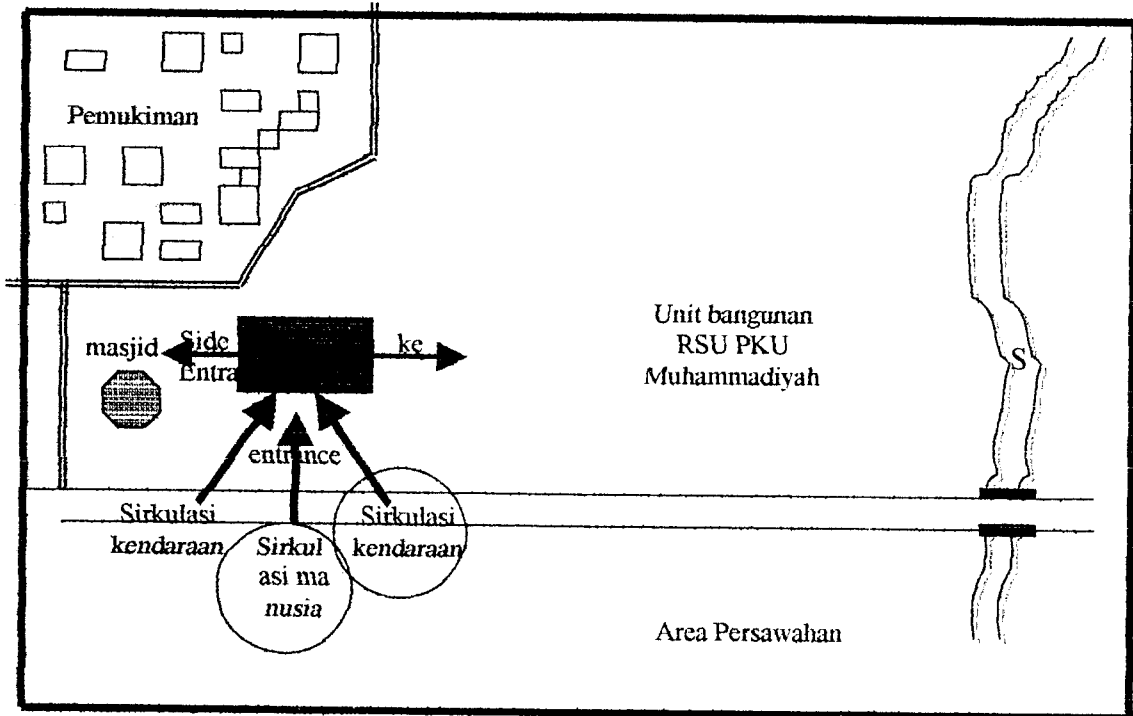 Pemukiman
Unit bangunan
RSU PKU
Muhammadiyah
masjid
Side
Entra
ke
S
entrance
Sirkulasi
kendaraan
Sirkul
asi ma
nusia
Sirkulasi
kendaraan
Area Persawahan